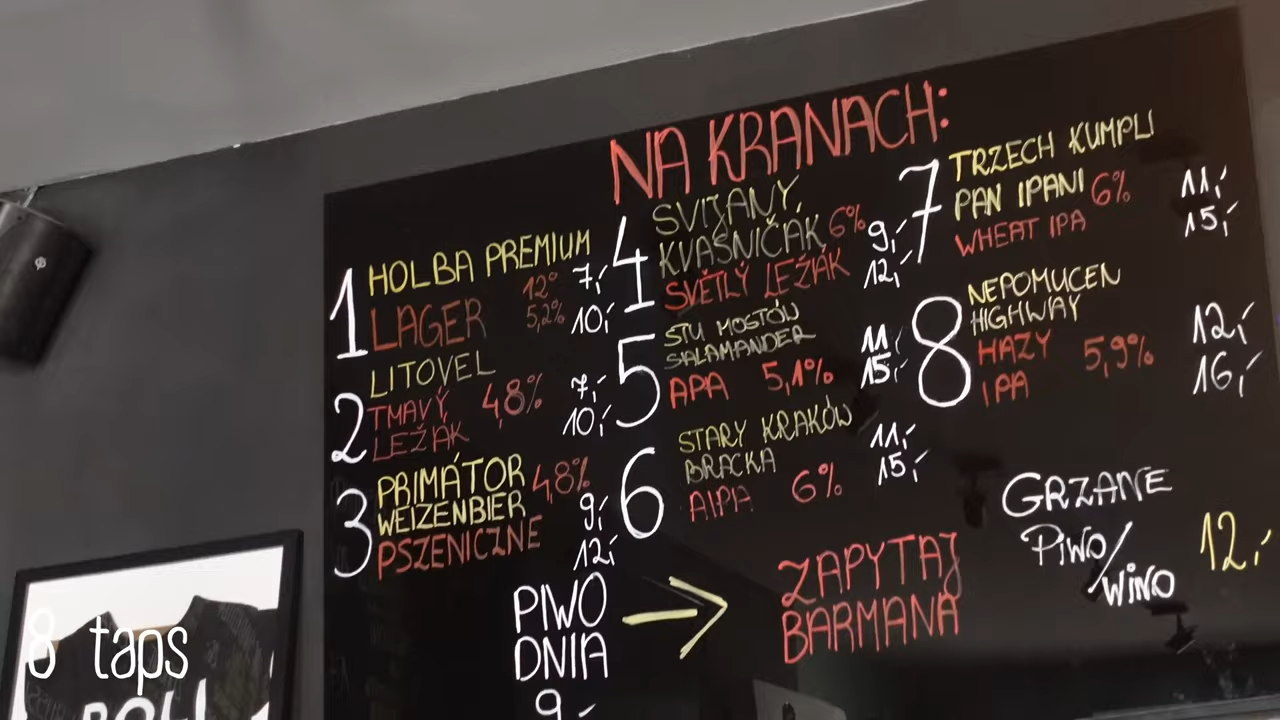 NA KRANACH:
1 HOLBA PREMIUM
LAGER 12° 5,2% 7,- 10,-
2 LITOVEL
TMAVÝ LEŽÁK 4,8% 7,- 10,-
3 PRIMÁTOR 4,8%
WEIZENBIER 9,-
PSZENICZNE 12,-
4 SVIJANY,
KVASNIČÁK 6% 9,-
SVĚTLÝ LEŽÁK 12,-
5 STU MOSTÓW
SALAMANDER 11,-
APA 5,1% 15,-
6 STARY KRAKÓW
BRACKA 11,-
AIPA 6% 15,-
7 TRZECH KUMPLI
PAN IPANI 6% 11,-
WHEAT IPA 15,-
8 NEPOMUCEN
HIGHWAY 12,-
HAZY IPA 5,9% 16,-
PIWO
DNIA
9,-
ZAPYTAJ
BARMANA
GRZANE
PIWO/
WINO 12,-
8 taps